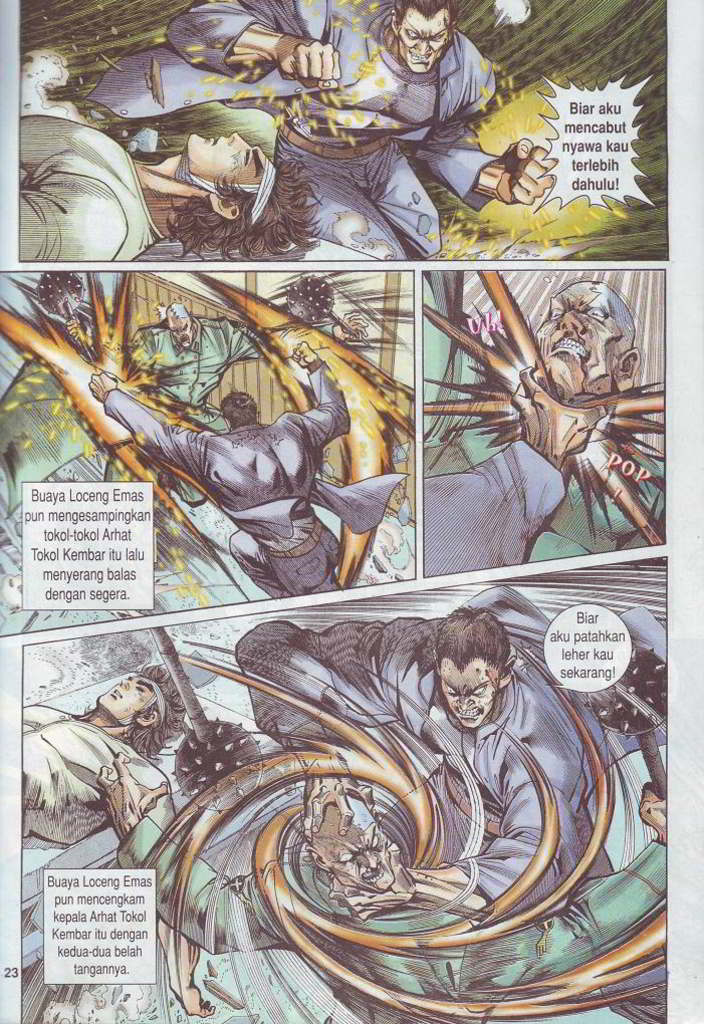 Biar aku
mencabut
nyawa kau
terlebih
dahulu!
Buaya Loceng Emas
pun mengesampingkan
tokol-tokol Arhat
Tokol Kembar itu lalu
menyerang balas
dengan segera.
Ukh!
POP
Biar
aku patahkan
leher kau
sekarang!
Buaya Loceng Emas
pun mencengkam
kepala Arhat Tokol
Kembar itu dengan
kedua-dua belah
tangannya.
23